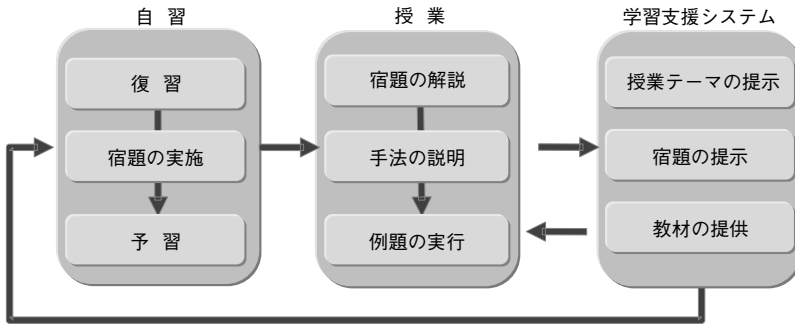 自 習
復 習
宿題の実施
予 習
授 業
宿題の解説
手法の説明
例題の実行
学習支援システム
授業テーマの提示
宿題の提示
教材の提供